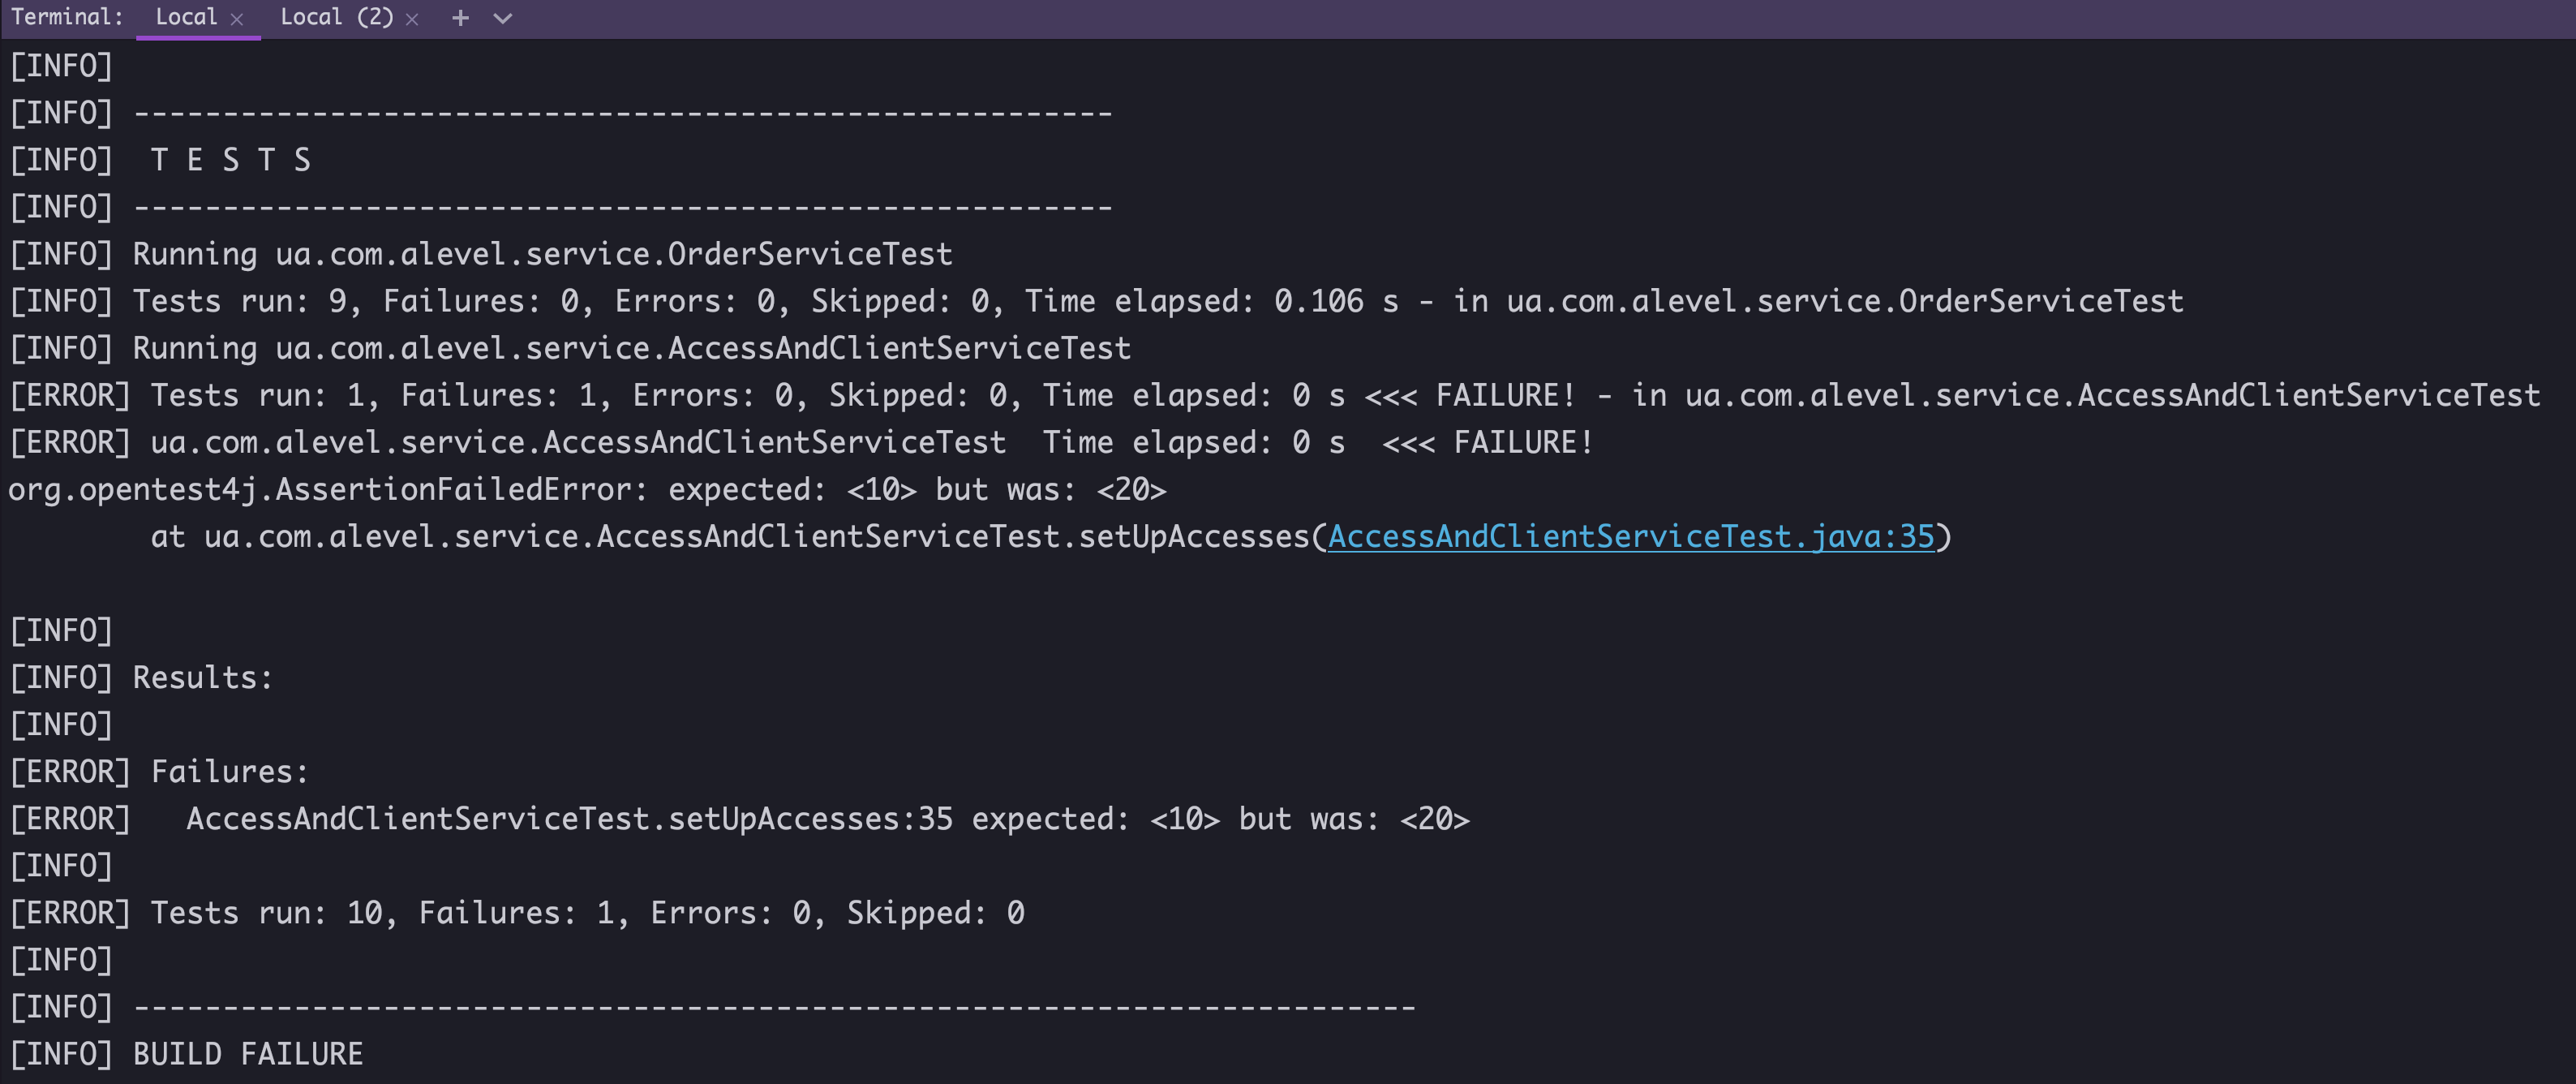 Terminal: Local × Local (2) × +
[INFO]
[INFO] -------------------------------------------------------
[INFO]  T E S T S
[INFO] -------------------------------------------------------
[INFO] Running ua.com.alevel.service.OrderServiceTest
[INFO] Tests run: 9, Failures: 0, Errors: 0, Skipped: 0, Time elapsed: 0.106 s - in ua.com.alevel.service.OrderServiceTest
[INFO] Running ua.com.alevel.service.AccessAndClientServiceTest
[ERROR] Tests run: 1, Failures: 1, Errors: 0, Skipped: 0, Time elapsed: 0 s <<< FAILURE! - in ua.com.alevel.service.AccessAndClientServiceTest
[ERROR] ua.com.alevel.service.AccessAndClientServiceTest  Time elapsed: 0 s  <<< FAILURE!
org.opentest4j.AssertionFailedError: expected: <10> but was: <20>
        at ua.com.alevel.service.AccessAndClientServiceTest.setUpAccesses(AccessAndClientServiceTest.java:35)
[INFO]
[INFO] Results:
[INFO]
[ERROR] Failures:
[ERROR]   AccessAndClientServiceTest.setUpAccesses:35 expected: <10> but was: <20>
[INFO]
[ERROR] Tests run: 10, Failures: 1, Errors: 0, Skipped: 0
[INFO]
[INFO] ------------------------------------------------------------------------
[INFO] BUILD FAILURE